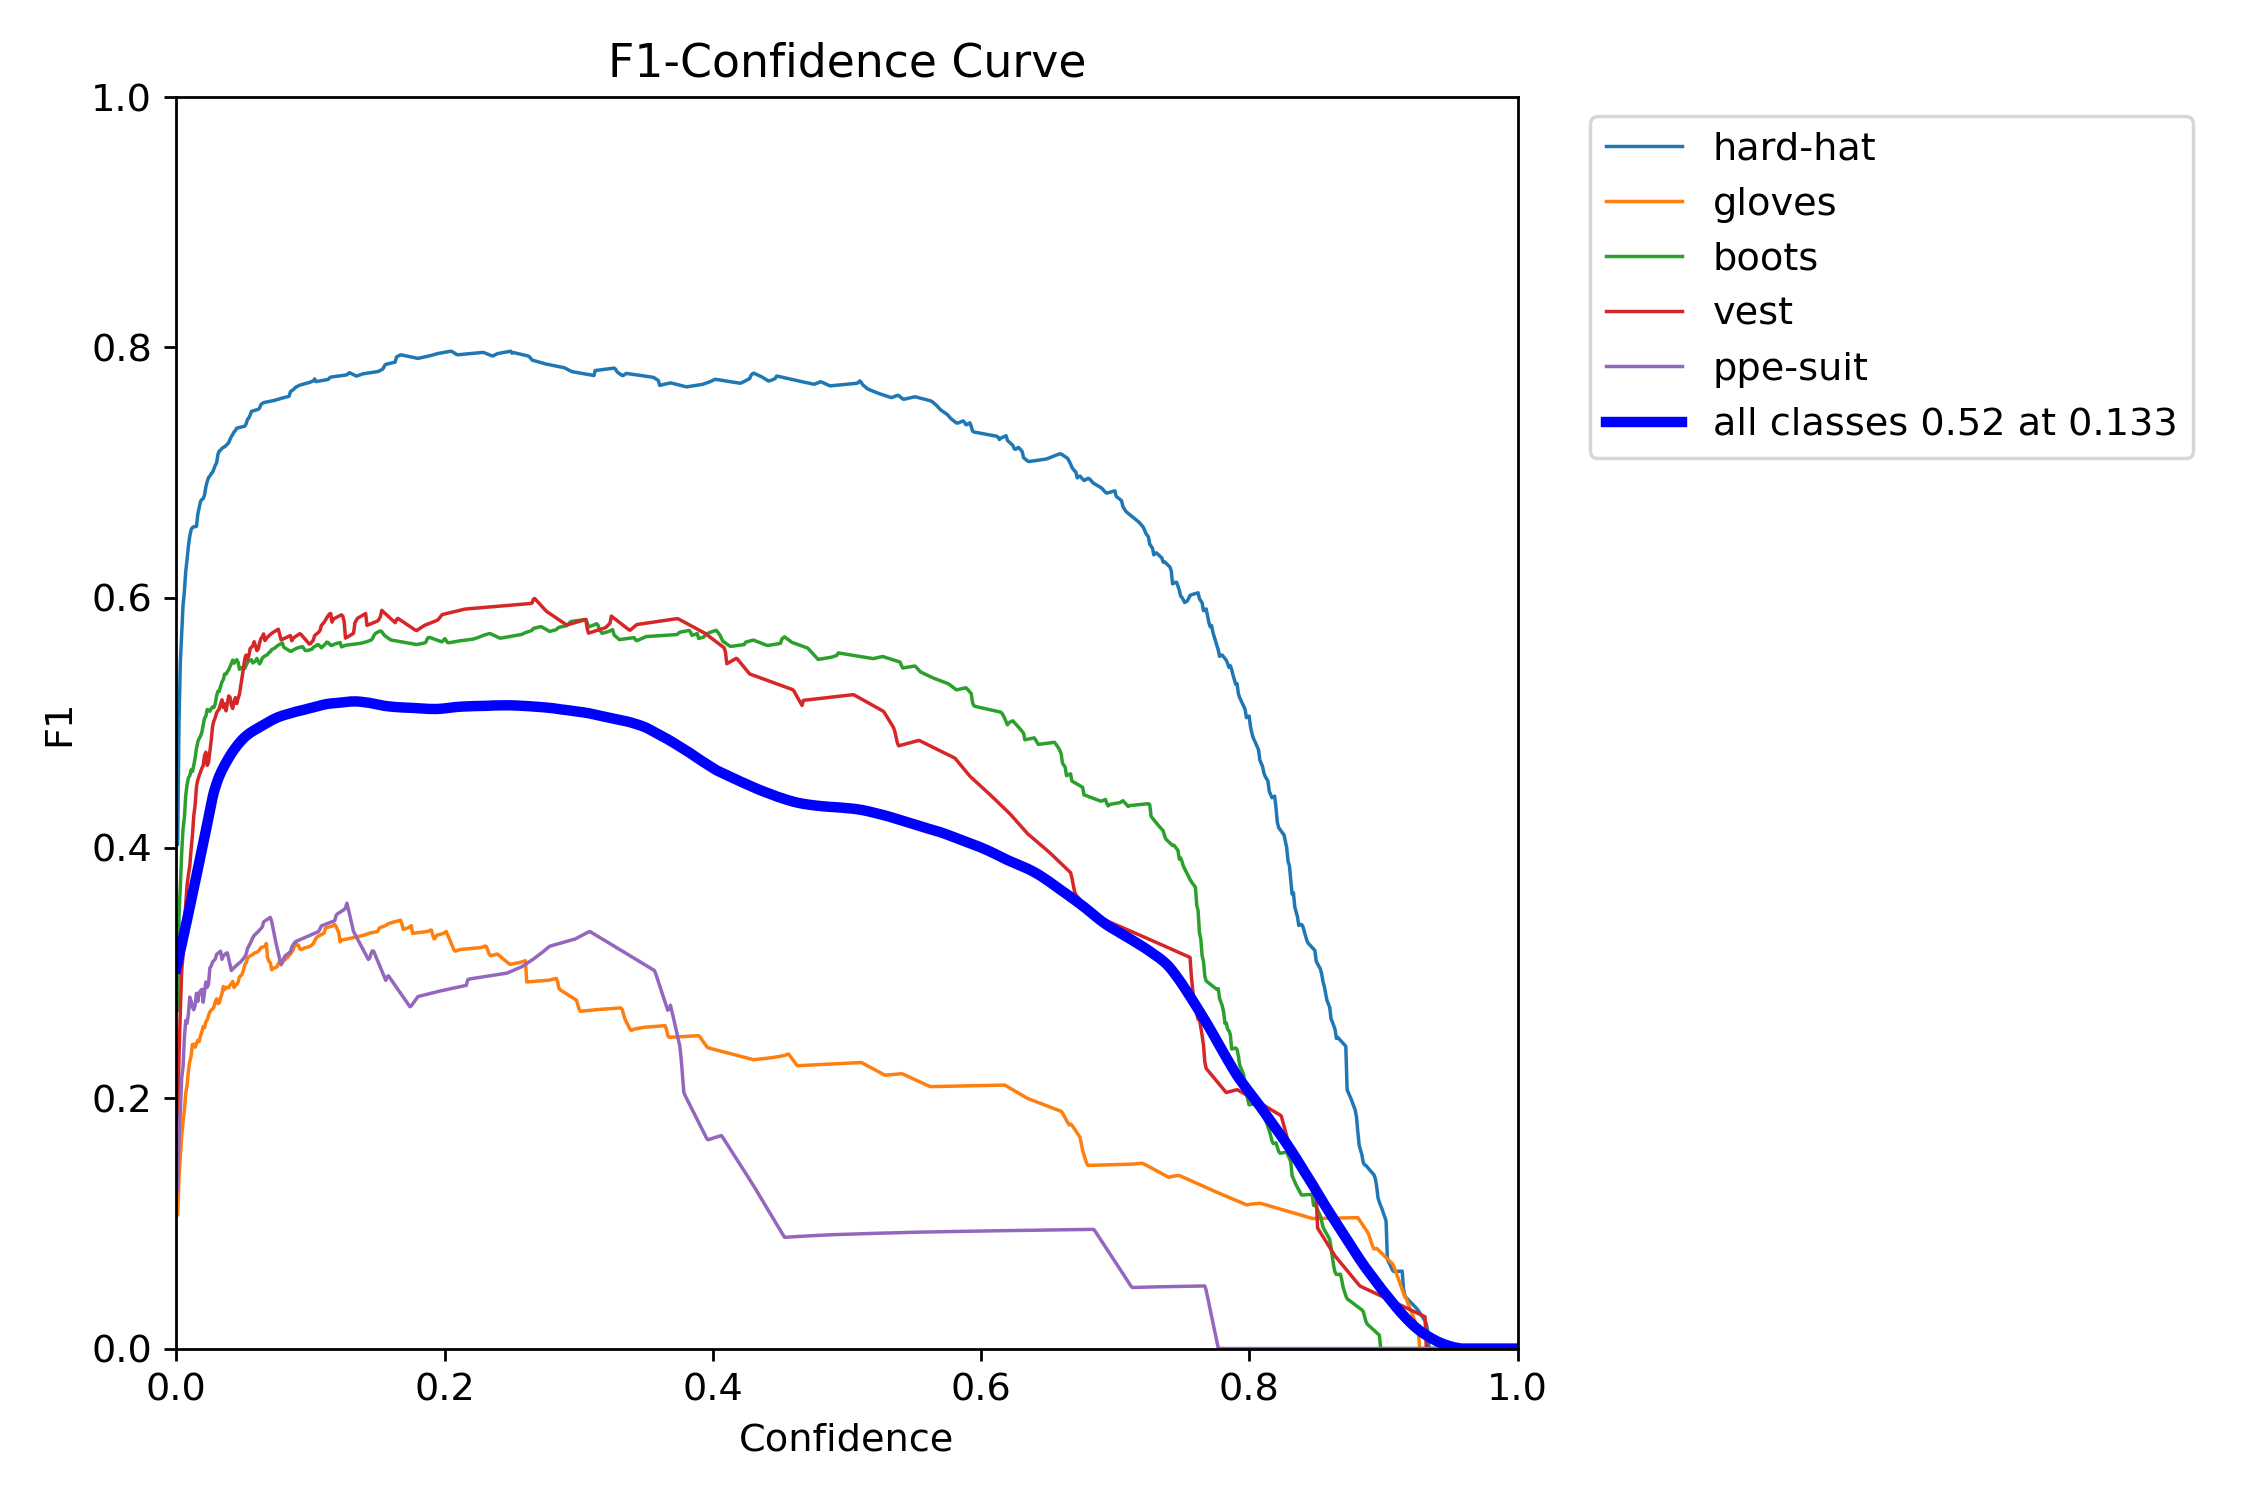 F1-Confidence Curve
1.0
0.8
0.6
0.4
0.2
0.0
F1
0.0 0.2 0.4 0.6 0.8 1.0
Confidence
hard-hat
gloves
boots
vest
ppe-suit
all classes 0.52 at 0.133